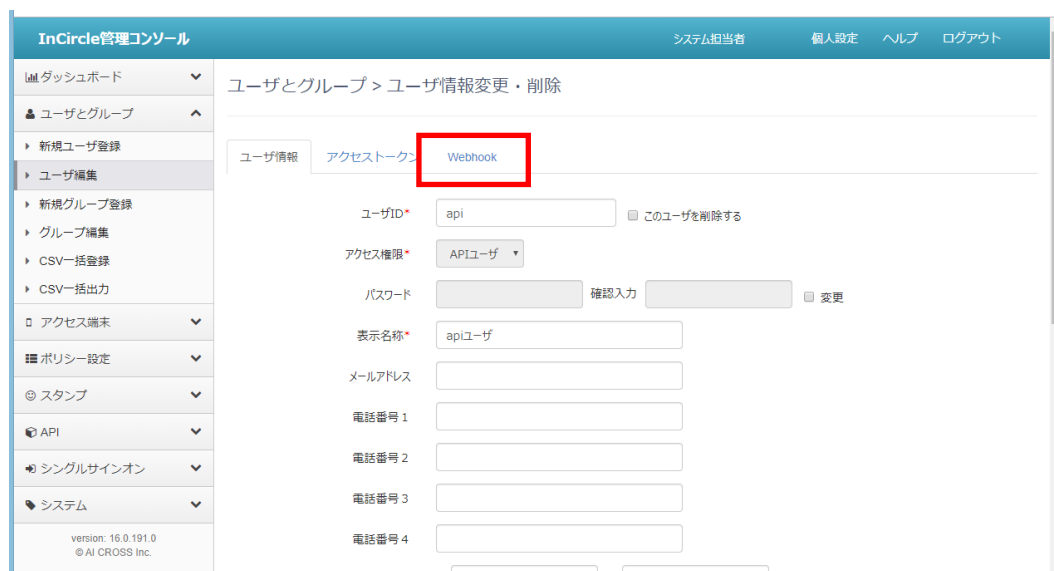 InCircle管理コンソール
システム担当者 個人設定 ヘルプ ログアウト
ダッシュボード
ユーザとグループ
新規ユーザ登録
ユーザ編集
新規グループ登録
グループ編集
CSV一括登録
CSV一括出力
アクセス端末
ポリシー設定
スタンプ
API
シングルサインオン
システム
version: 16.0.191.0
© AI CROSS Inc.
ユーザとグループ > ユーザ情報変更・削除
ユーザ情報 アクセストークン Webhook
ユーザID* api このユーザを削除する
アクセス権限* APIユーザ
パスワード 確認入力 変更
表示名称* apiユーザ
メールアドレス
電話番号 1
電話番号 2
電話番号 3
電話番号 4